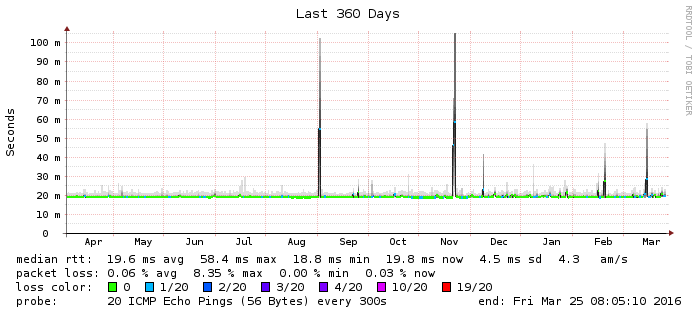 Last 360 Days
RRDTOOL / TOBI OETIKER
Seconds
100 m
90 m
80 m
70 m
60 m
50 m
40 m
30 m
20 m
10 m
0
Apr May Jun Jul Aug Sep Oct Nov Dec Jan Feb Mar
median rtt: 19.6 ms avg 58.4 ms max 18.8 ms min 19.8 ms now 4.5 ms sd 4.3 am/s
packet loss: 0.06 % avg 8.35 % max 0.00 % min 0.03 % now
loss color: 0 1/20 2/20 3/20 4/20 10/20 19/20
probe: 20 ICMP Echo Pings (56 Bytes) every 300s end: Fri Mar 25 08:05:10 2016